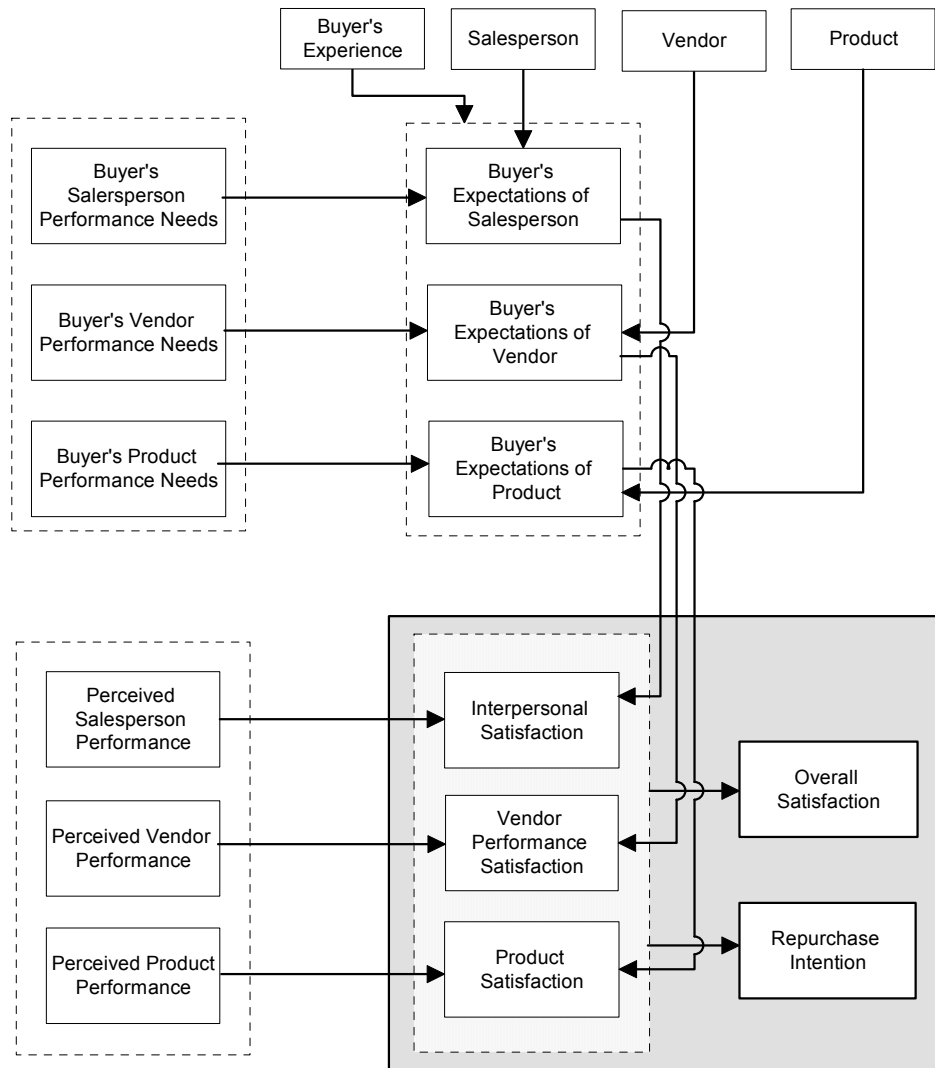 Buyer's
Experience
Salesperson
Vendor
Product
Buyer's
Salersperson
Performance Needs
Buyer's
Expectations of
Salesperson
Buyer's Vendor
Performance Needs
Buyer's
Expectations of
Vendor
Buyer's Product
Performance Needs
Buyer's
Expectations of
Product
Perceived
Salesperson
Performance
Interpersonal
Satisfaction
Overall
Satisfaction
Perceived Vendor
Performance
Vendor
Performance
Satisfaction
Perceived Product
Performance
Product
Satisfaction
Repurchase
Intention